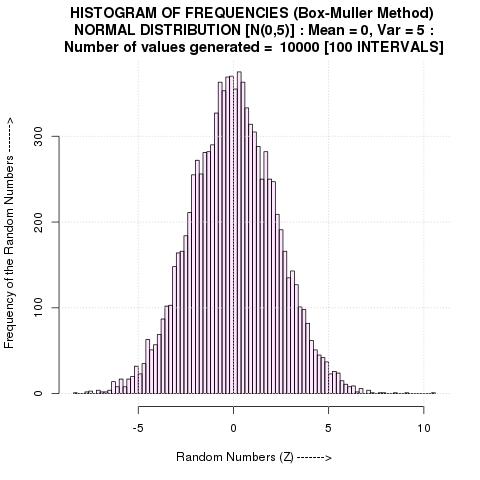 HISTOGRAM OF FREQUENCIES (Box-Muller Method)
NORMAL DISTRIBUTION [N(0,5)] : Mean = 0, Var = 5 :
Number of values generated = 10000 [100 INTERVALS]
Frequency of the Random Numbers ------->
300
200
100
0
-5 0 5 10
Random Numbers (Z) ------->